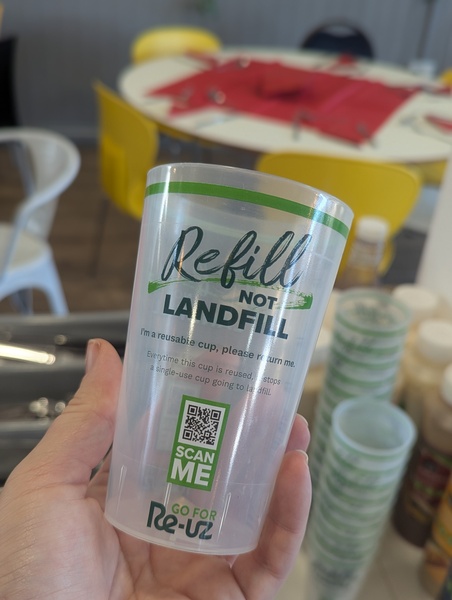 Refill
NOT
LANDFILL
I'm a reusable cup, please return me.
Everytime this cup is reused, it stops
a single-use cup going to landfill.
SCAN
ME
GO FOR
Re-uz